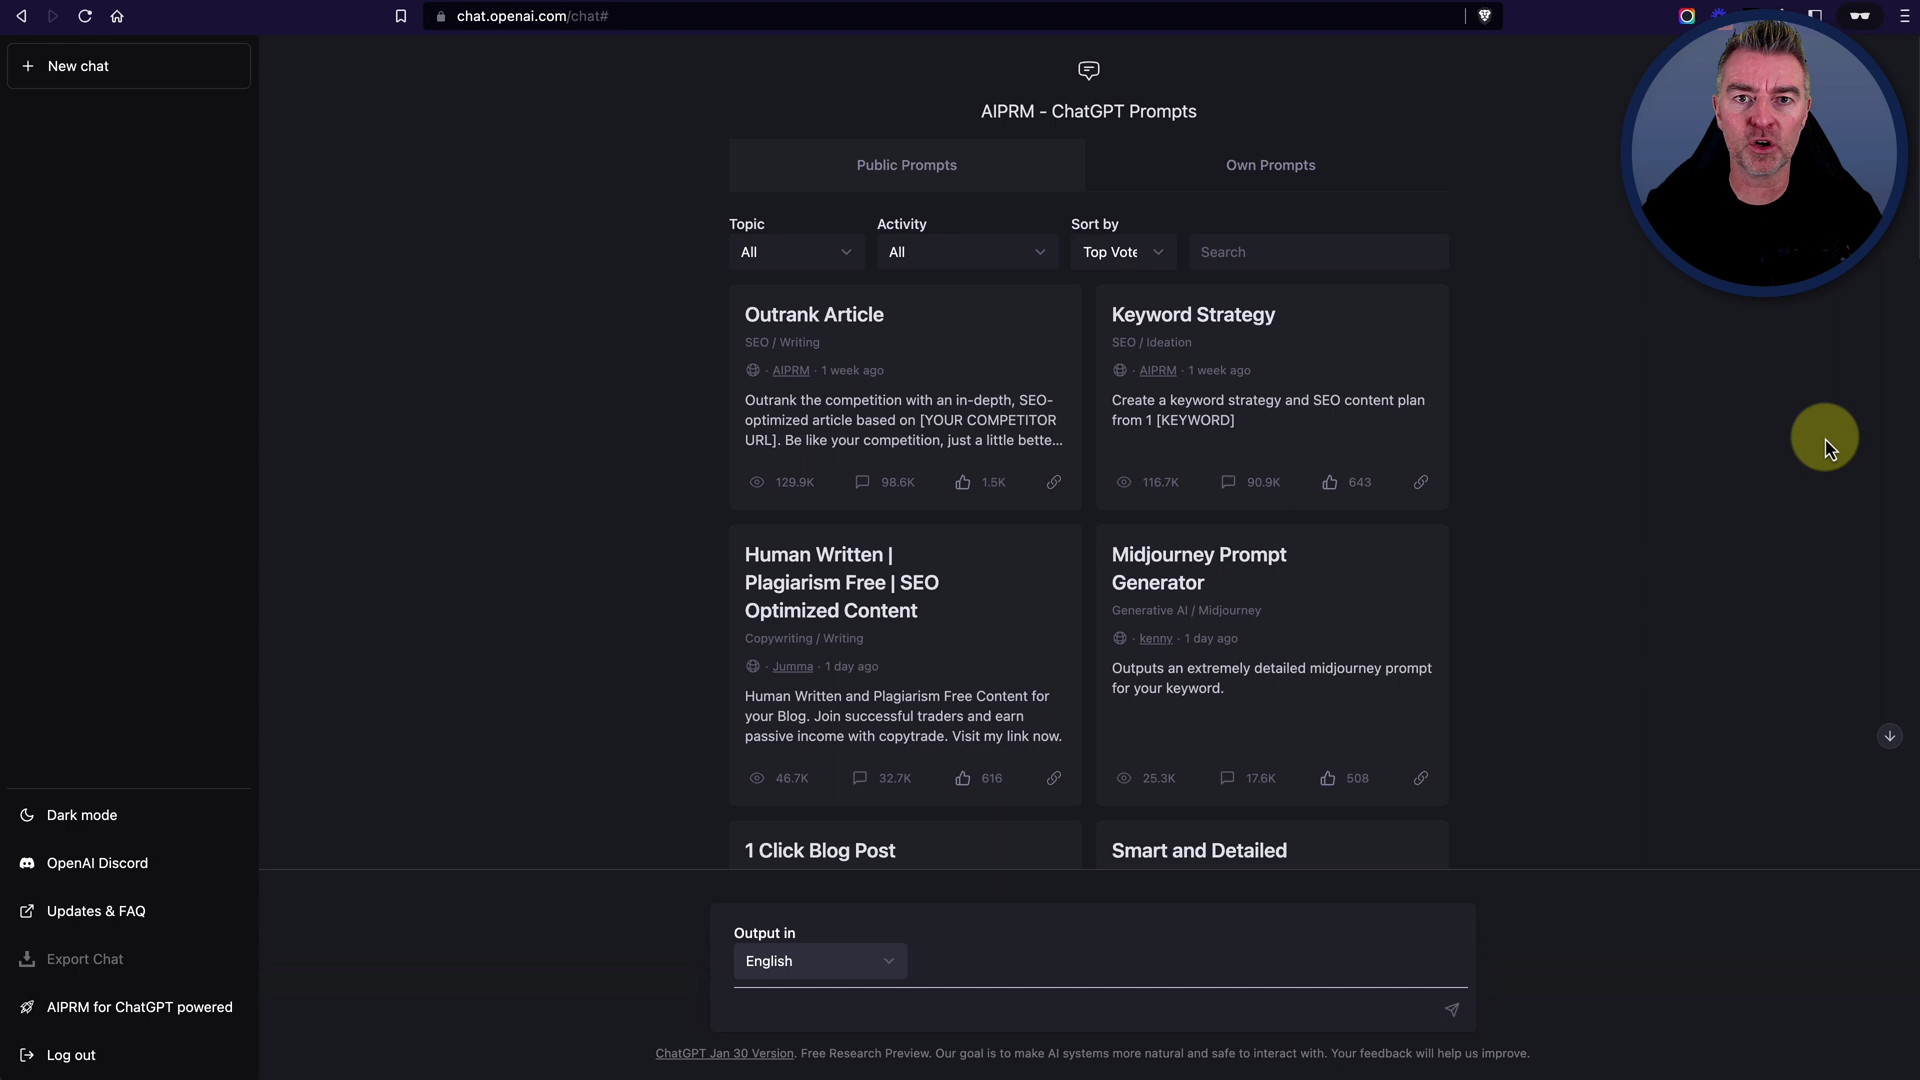 chat.openai.com/chat#
New chat
AIPRM - ChatGPT Prompts
Public Prompts
Own Prompts
Topic
Activity
Sort by
All
All
Top Vote
Search
Outrank Article
SEO / Writing
· AIPRM · 1 week ago
Outrank the competition with an in-depth, SEO-
optimized article based on [YOUR COMPETITOR
URL]. Be like your competition, just a little bette...
129.9K
98.6K
1.5K
Keyword Strategy
SEO / Ideation
· AIPRM · 1 week ago
Create a keyword strategy and SEO content plan
from 1 [KEYWORD]
116.7K
90.9K
643
Human Written |
Plagiarism Free | SEO
Optimized Content
Copywriting / Writing
· Jumma · 1 day ago
Human Written and Plagiarism Free Content for
your Blog. Join successful traders and earn
passive income with copytrade. Visit my link now.
46.7K
32.7K
616
Midjourney Prompt
Generator
Generative AI / Midjourney
· kenny · 1 day ago
Outputs an extremely detailed midjourney prompt
for your keyword.
25.3K
17.6K
508
1 Click Blog Post
Smart and Detailed
Dark mode
OpenAI Discord
Updates & FAQ
Export Chat
AIPRM for ChatGPT powered
Log out
Output in
English
ChatGPT Jan 30 Version. Free Research Preview. Our goal is to make AI systems more natural and safe to interact with. Your feedback will help us improve.